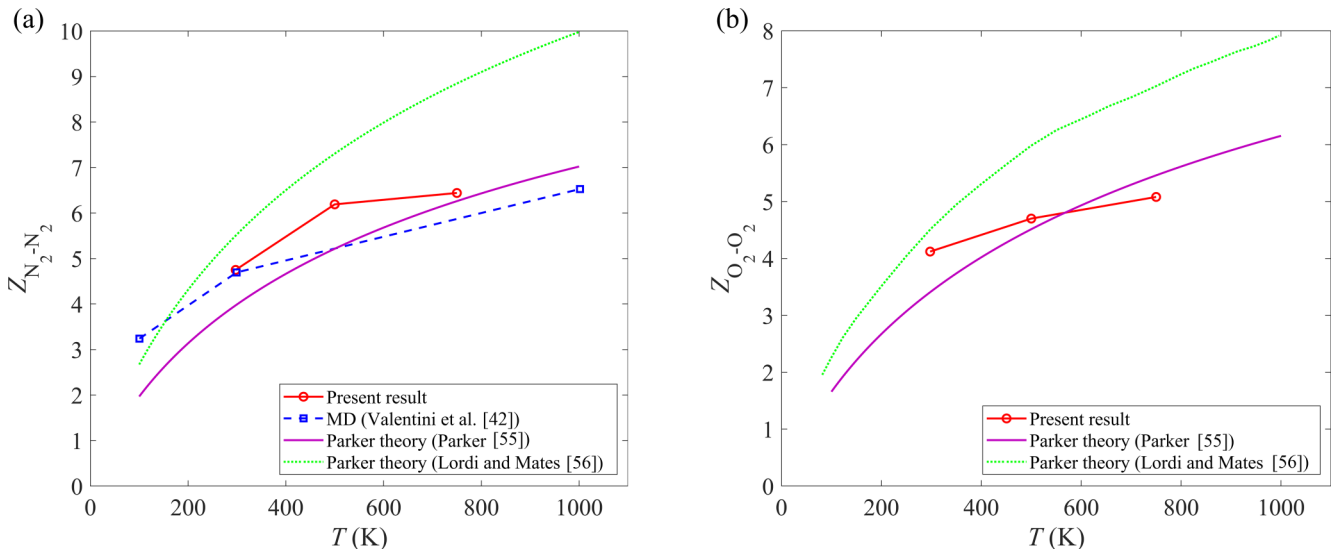 (a)
10
9
8
7
6
5
4
3
2
1
0
Z_{N_2-N_2}
0 200 400 600 800 1000
T (K)
Present result
MD (Valentini et al. [42])
Parker theory (Parker [55])
Parker theory (Lordi and Mates [56])
(b)
8
7
6
5
4
3
2
1
0
Z_{O_2-O_2}
0 200 400 600 800 1000
T (K)
Present result
Parker theory (Parker [55])
Parker theory (Lordi and Mates [56])